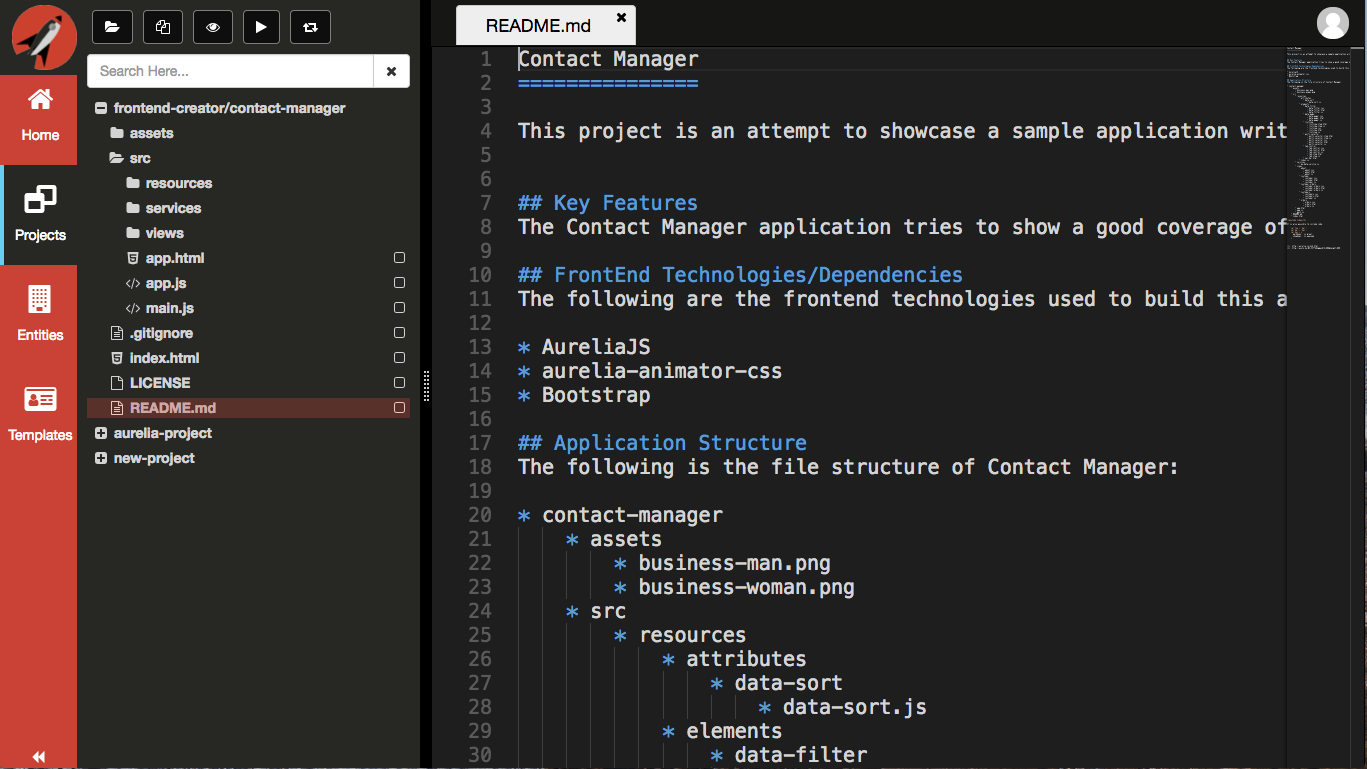 Home
Projects
Entities
Templates
Search Here...
frontend-creator/contact-manager
assets
src
resources
services
views
app.html
app.js
main.js
.gitignore
index.html
LICENSE
README.md
aurelia-project
new-project
README.md
1 Contact Manager
2 ===============
3
4 This project is an attempt to showcase a sample application writ
5
6
7 ## Key Features
8 The Contact Manager application tries to show a good coverage of
9
10 ## FrontEnd Technologies/Dependencies
11 The following are the frontend technologies used to build this a
12
13 * AureliaJS
14 * aurelia-animator-css
15 * Bootstrap
16
17 ## Application Structure
18 The following is the file structure of Contact Manager:
19
20 * contact-manager
21 * assets
22 * business-man.png
23 * business-woman.png
24 * src
25 * resources
26 * attributes
27 * data-sort
28 * data-sort.js
29 * elements
30 * data-filter